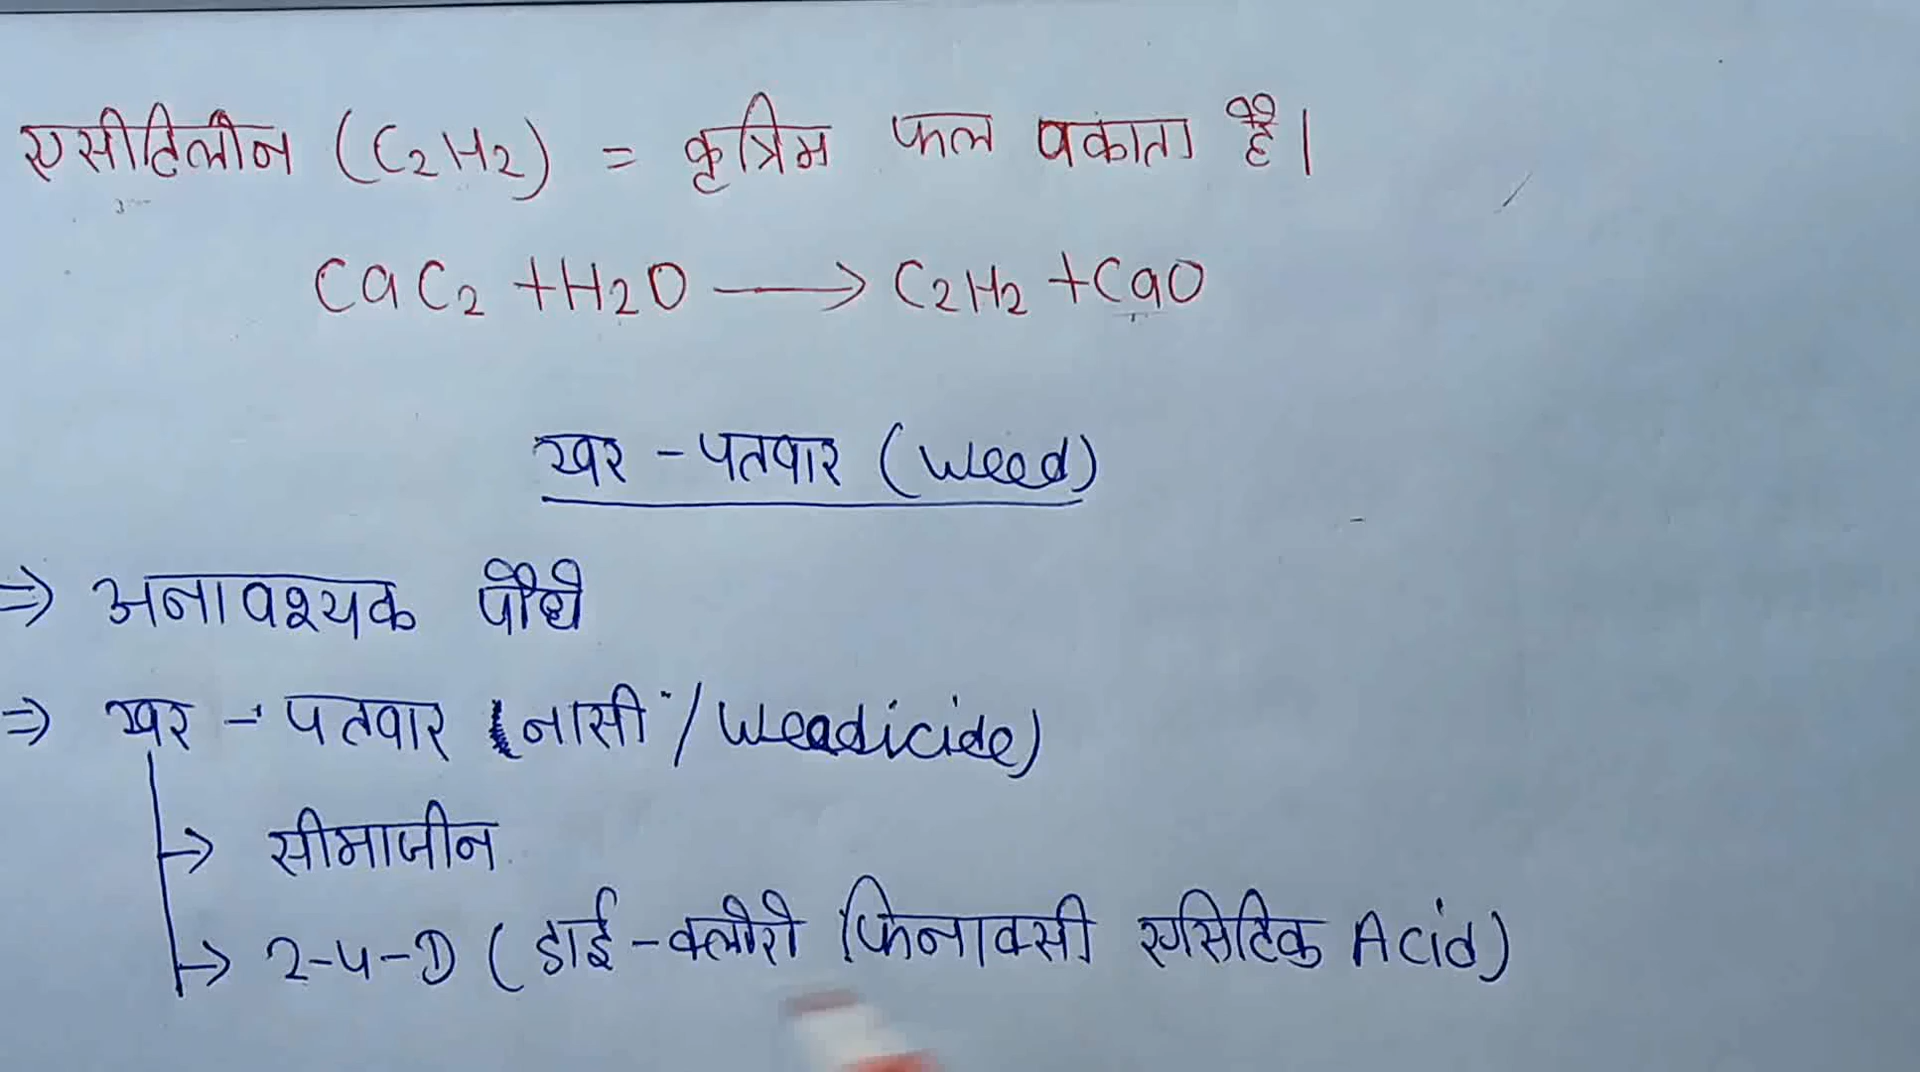 एसीटिलीन (C2H2) = कृत्रिम फल पकाता है।
CaC2 + H2O ⟶ C2H2 + CaO
खर - पतवार (Weed)
⇒ अनावश्यक पौधे
⇒ खर - पतवार (नासी / Weadicide)
→ सीमाजीन
→ 2-4-D (डाई-क्लोरो फिनाक्सी एसिटिक Acid)